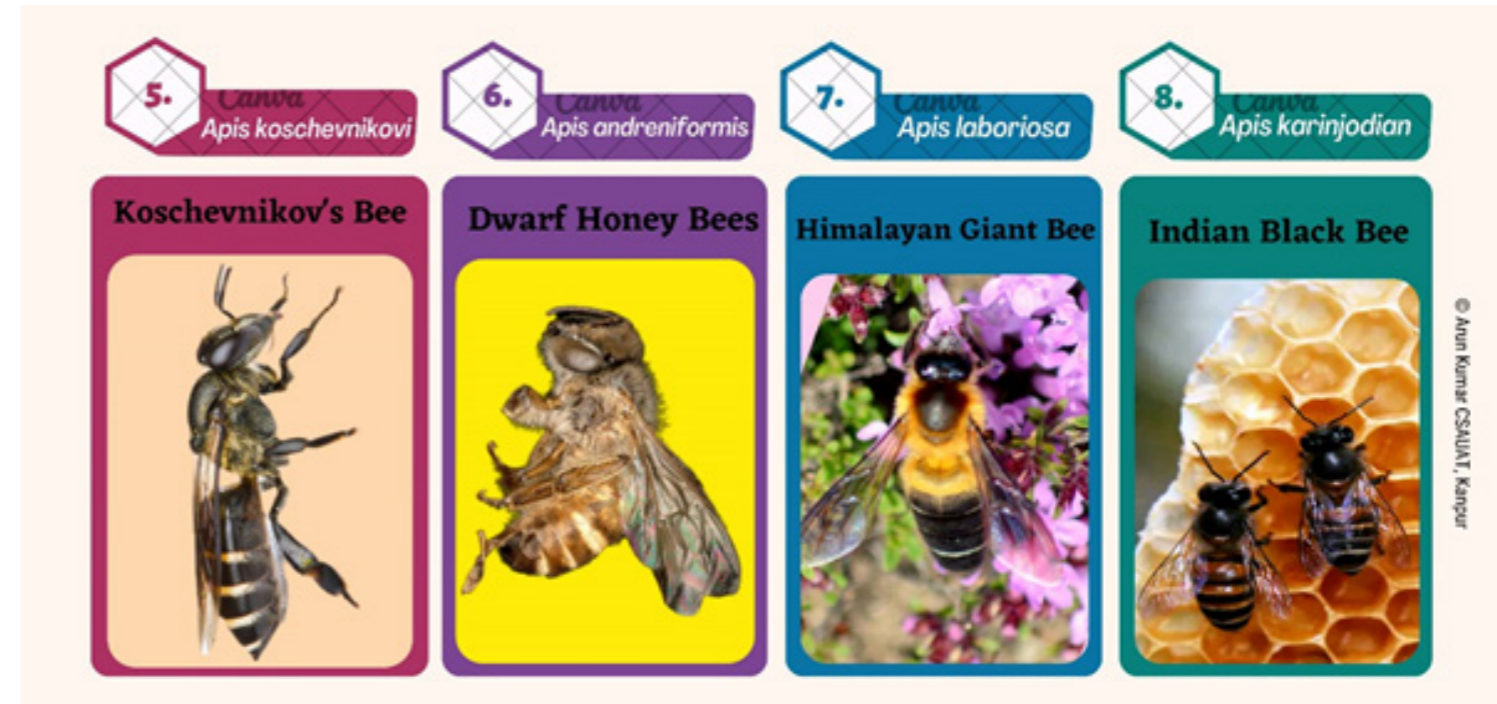 5.
Canva
Apis koschevnikovi
Koschevnikov's Bee
6.
Canva
Apis andreniformis
Dwarf Honey Bees
7.
Canva
Apis laboriosa
Himalayan Giant Bee
8.
Canva
Apis karinjodian
Indian Black Bee
© Arun Kumar CSAUAT, Kanpur